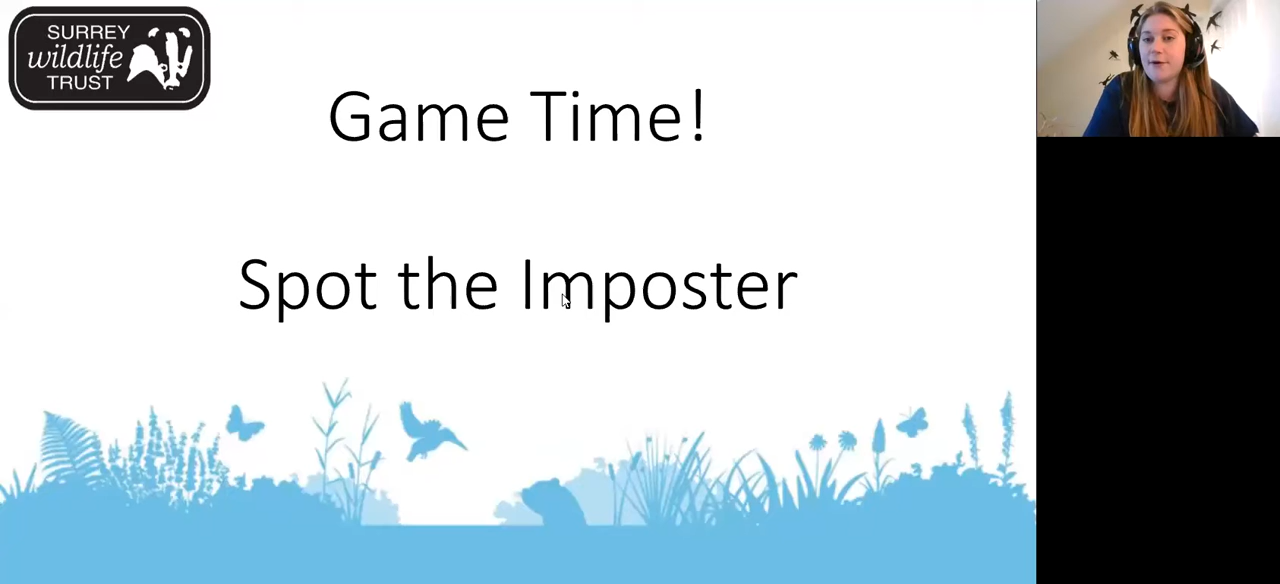 SURREY
wildlife
TRUST
Game Time!
Spot the Imposter